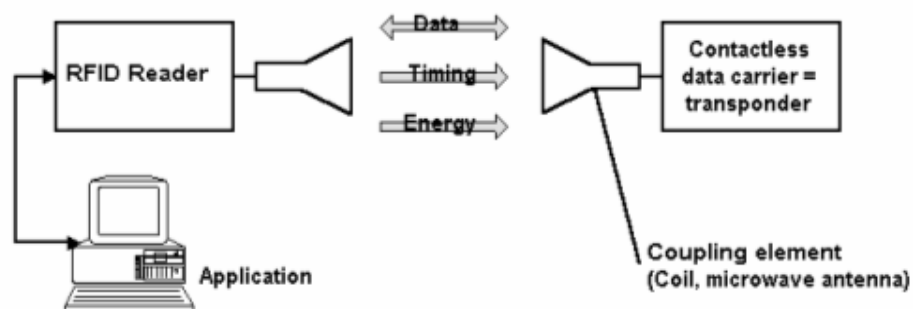 RFID Reader
Data
Timing
Energy
Contactless
data carrier =
transponder
Application
Coupling element
(Coil, microwave antenna)